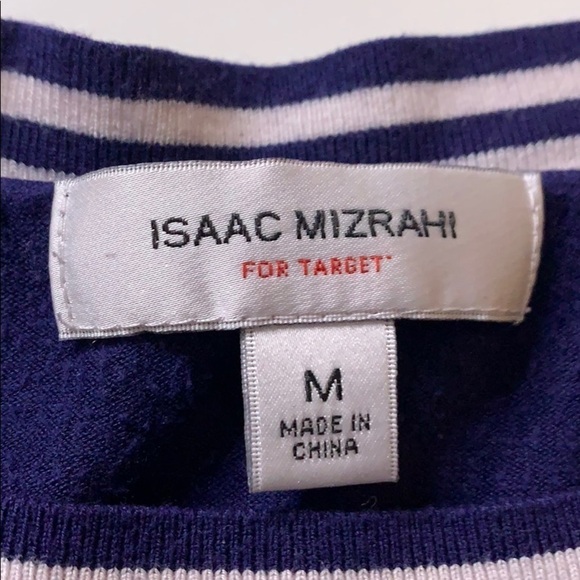 ISAAC MIZRAHI
FOR TARGET
M
MADE IN
CHINA